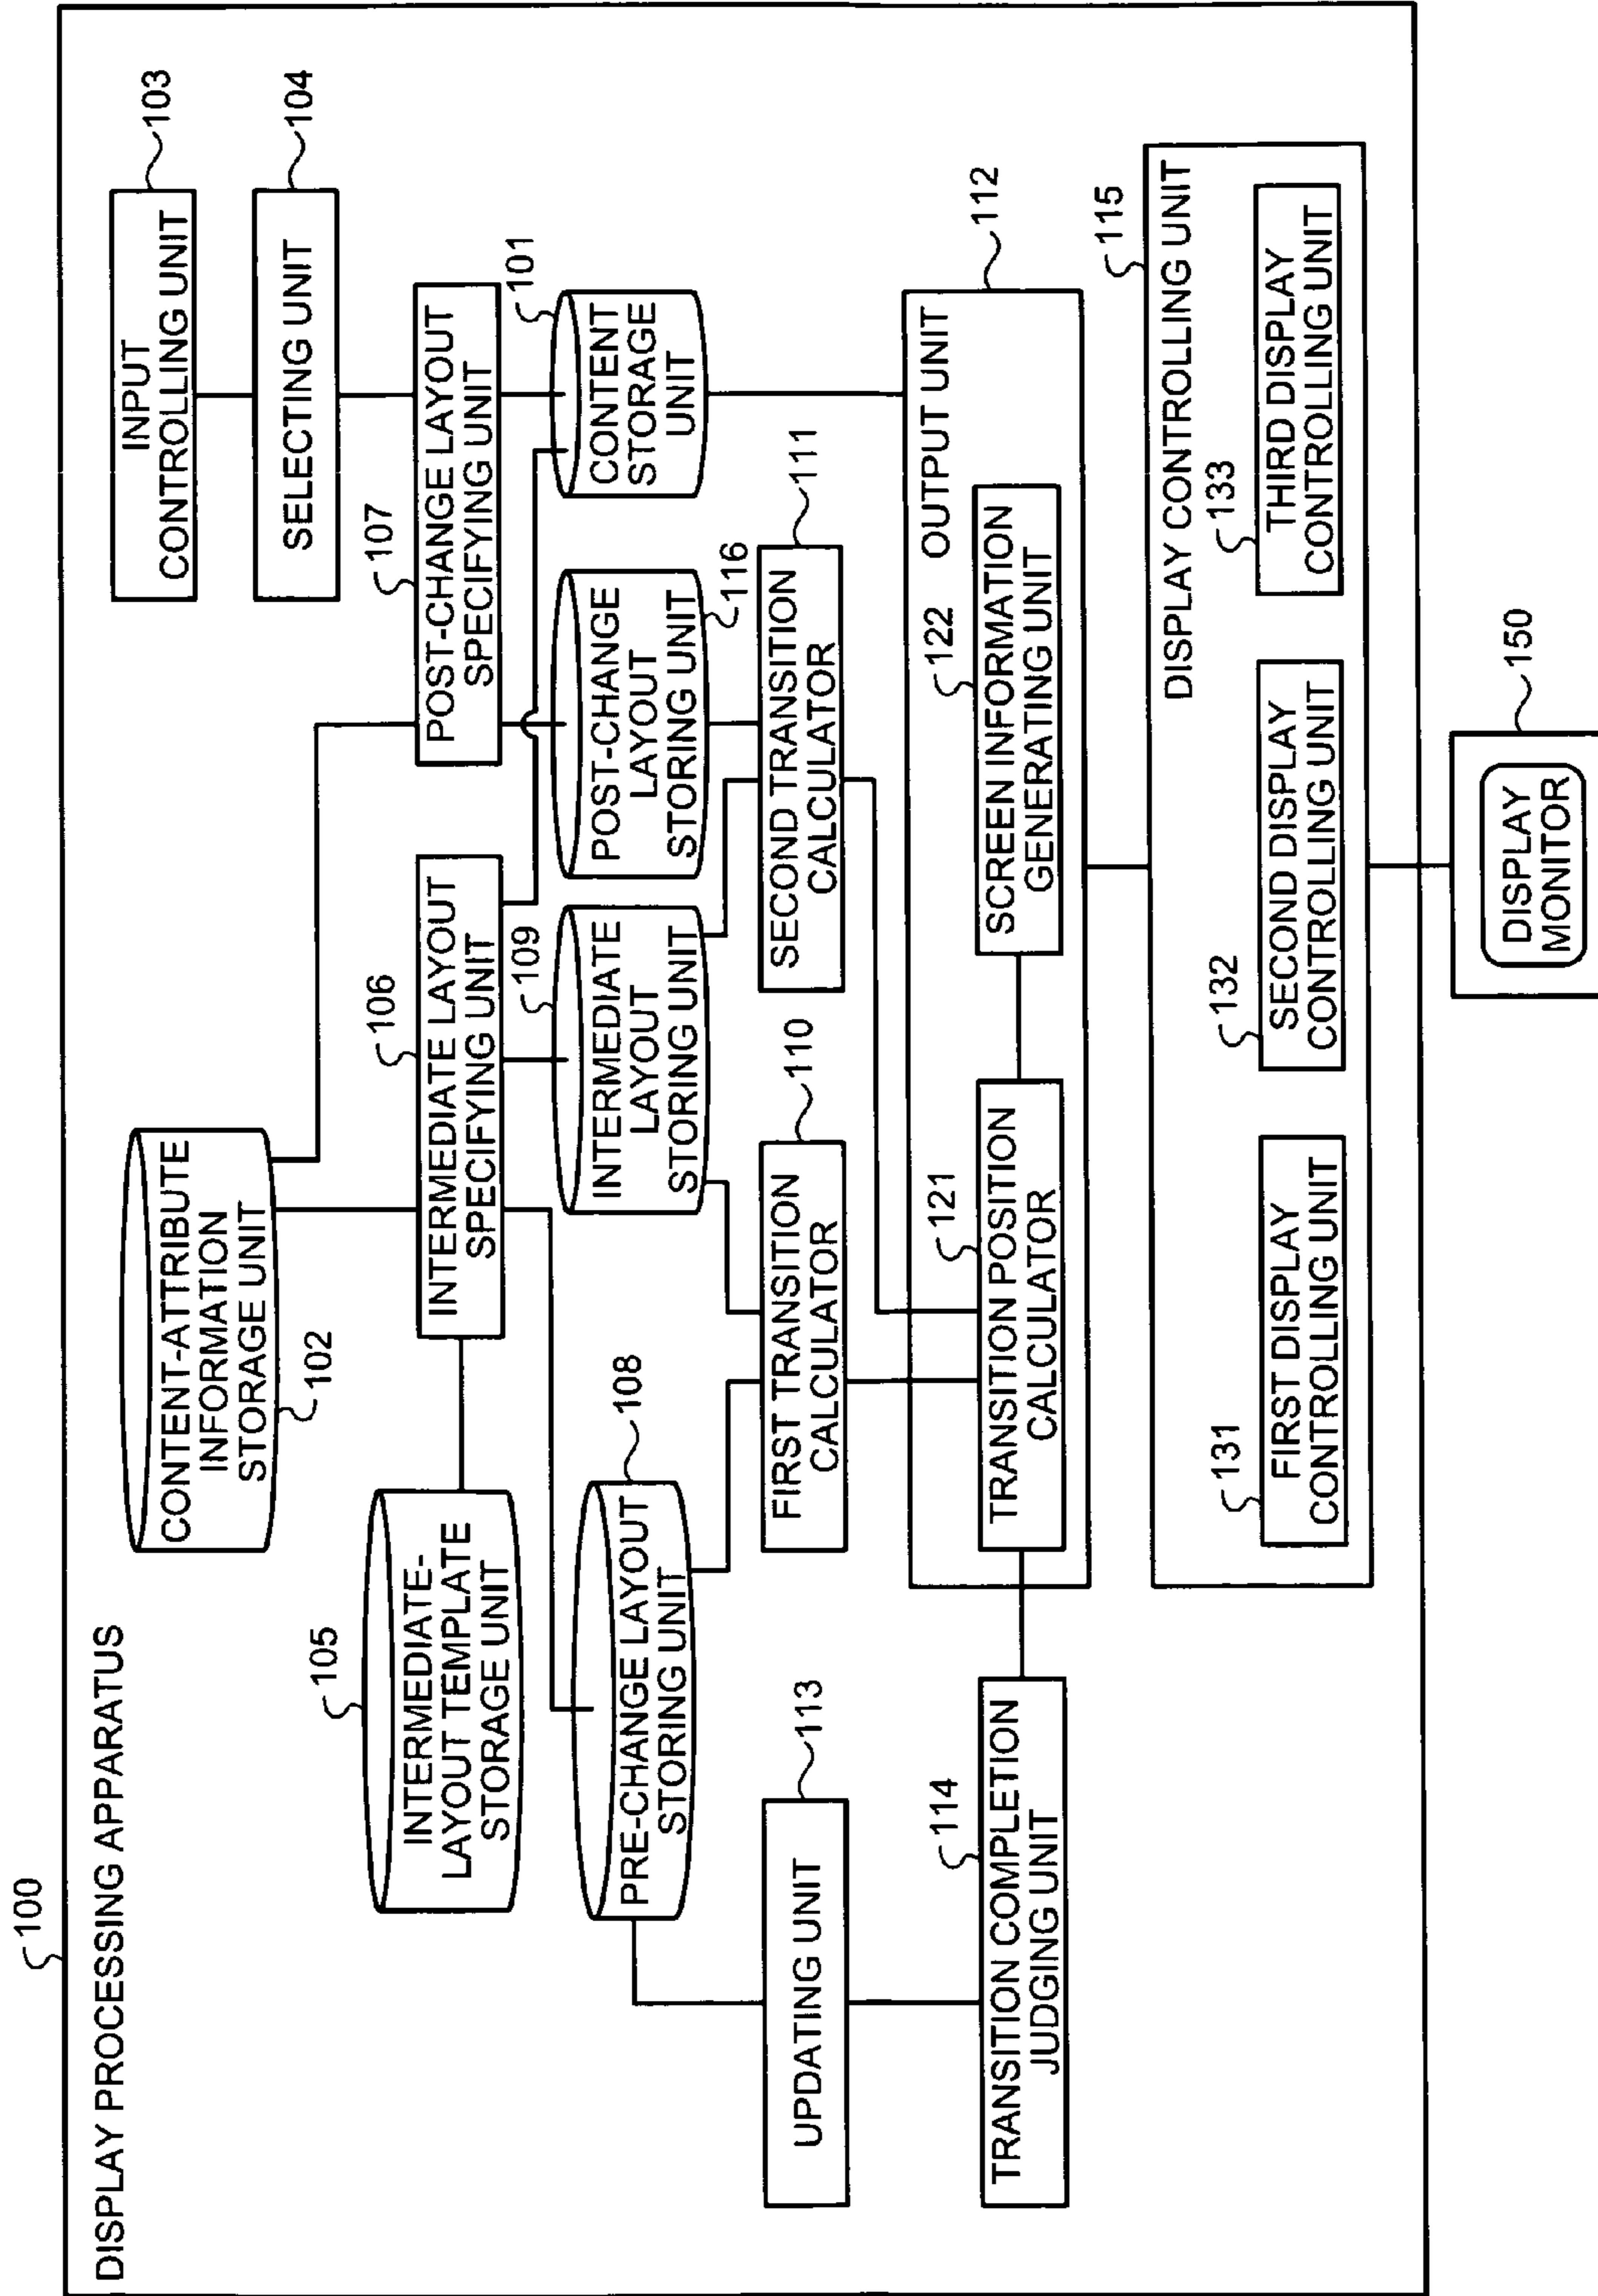 100
DISPLAY PROCESSING APPARATUS
CONTENT-ATTRIBUTE
INFORMATION
STORAGE UNIT
102
INPUT
CONTROLLING UNIT
103
SELECTING UNIT
104
105
INTERMEDIATE-
LAYOUT TEMPLATE
STORAGE UNIT
106
INTERMEDIATE LAYOUT
SPECIFYING UNIT
107
POST-CHANGE LAYOUT
SPECIFYING UNIT
PRE-CHANGE LAYOUT
STORING UNIT
108
109
INTERMEDIATE
LAYOUT
STORING UNIT
POST-CHANGE
LAYOUT
STORING UNIT
116
101
CONTENT
STORAGE
UNIT
UPDATING UNIT
113
FIRST TRANSITION
CALCULATOR
110
SECOND TRANSITION
CALCULATOR
111
OUTPUT UNIT
112
114
TRANSITION COMPLETION
JUDGING UNIT
121
TRANSITION POSITION
CALCULATOR
122
SCREEN INFORMATION
GENERATING UNIT
115
DISPLAY CONTROLLING UNIT
131
FIRST DISPLAY
CONTROLLING UNIT
132
SECOND DISPLAY
CONTROLLING UNIT
133
THIRD DISPLAY
CONTROLLING UNIT
DISPLAY
MONITOR
150